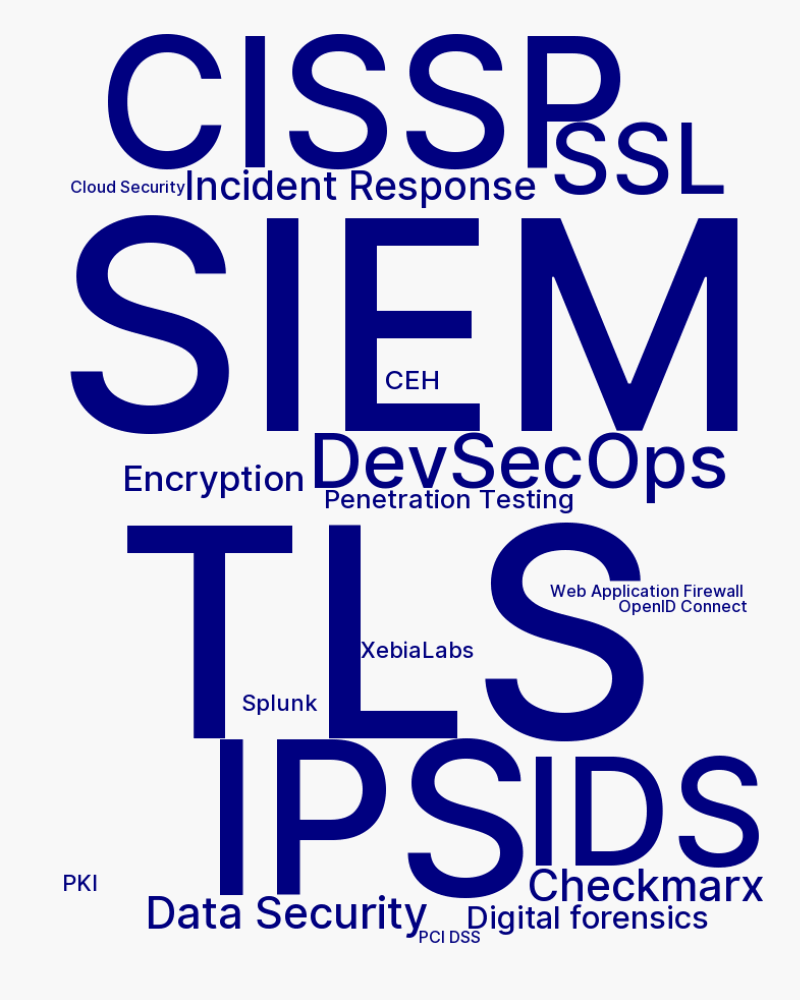 CISSP
SSL
Cloud Security
Incident Response
SIEM
CEH
DevSecOps
Encryption
Penetration Testing
TLS
Web Application Firewall
OpenID Connect
XebiaLabs
Splunk
IPS
IDS
PKI
Checkmarx
Data Security
Digital forensics
PCI DSS